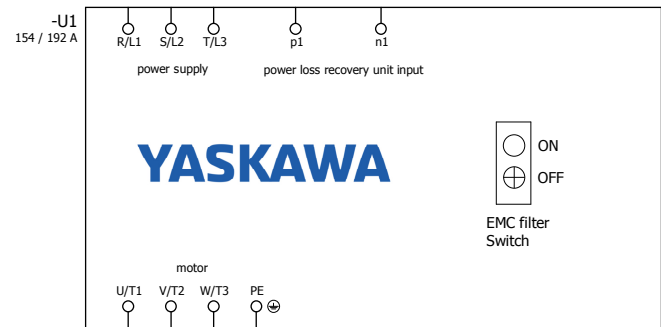 -U1
154 / 192 A
R/L1 S/L2 T/L3 p1 n1
power supply power loss recovery unit input
YASKAWA
ON
OFF
EMC filter
Switch
motor
U/T1 V/T2 W/T3 PE